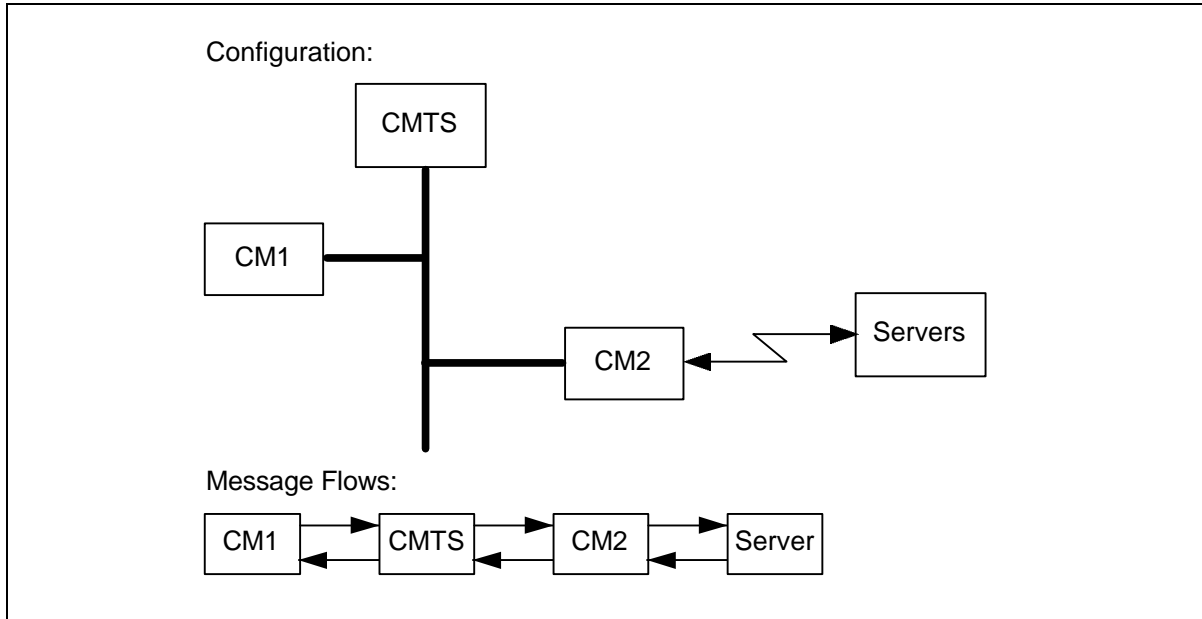 Configuration:
CMTS
CM1
CM2
Servers
Message Flows:
CM1
CMTS
CM2
Server